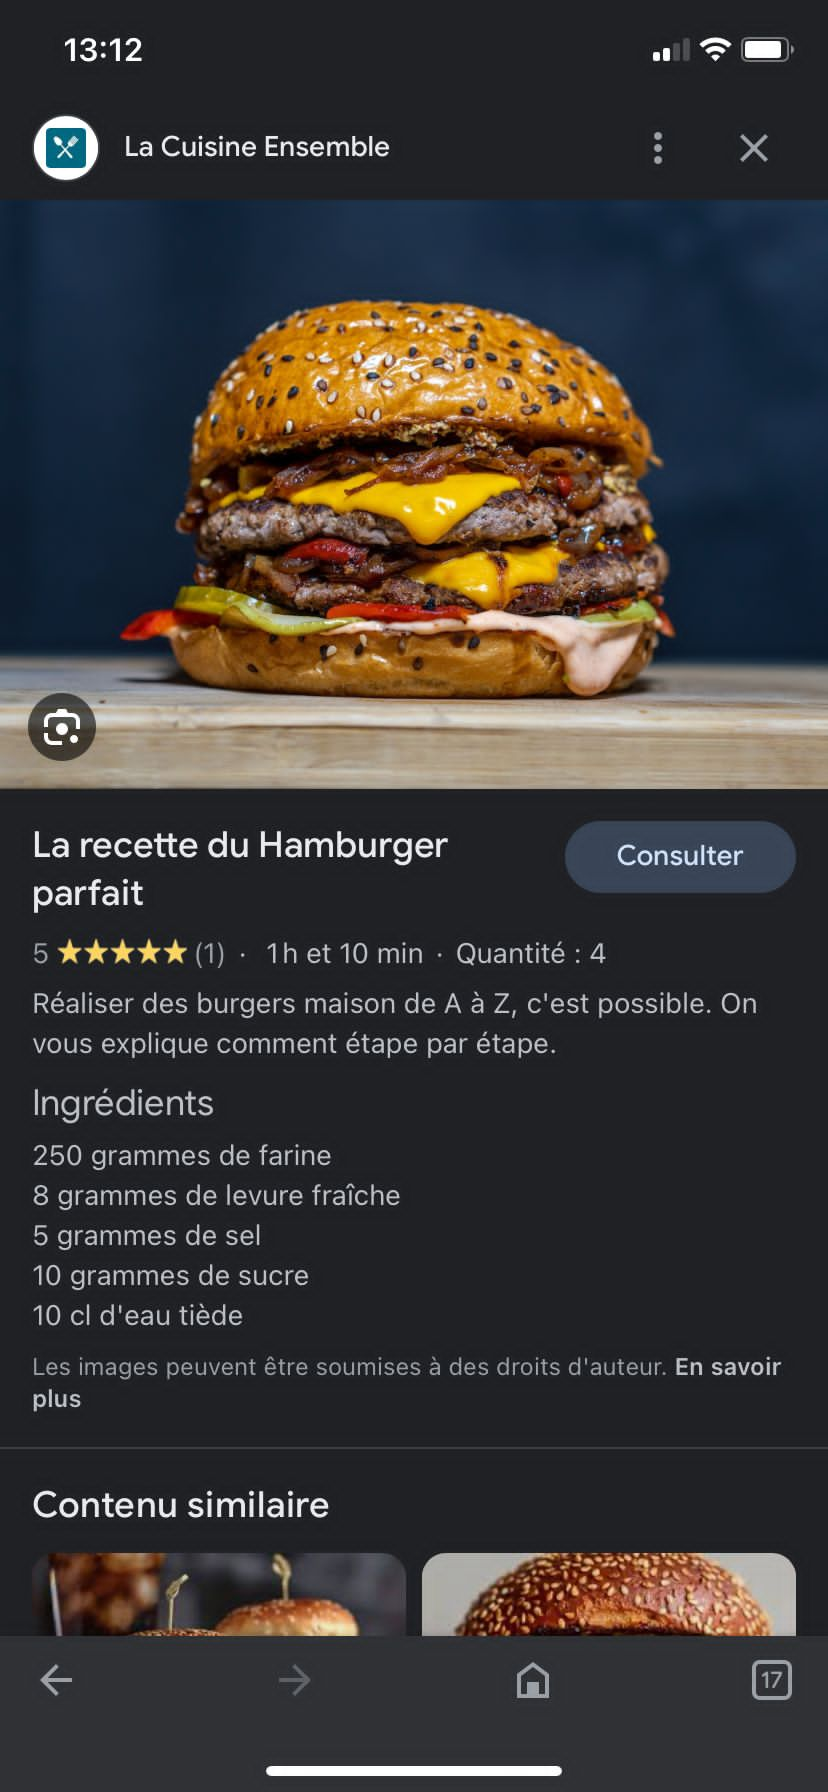 13:12
La Cuisine Ensemble
La recette du Hamburger
parfait
Consulter
5 ★★★★★ (1) · 1 h et 10 min · Quantité : 4
Réaliser des burgers maison de A à Z, c'est possible. On
vous explique comment étape par étape.
Ingrédients
250 grammes de farine
8 grammes de levure fraîche
5 grammes de sel
10 grammes de sucre
10 cl d'eau tiède
Les images peuvent être soumises à des droits d'auteur. En savoir
plus
Contenu similaire
17